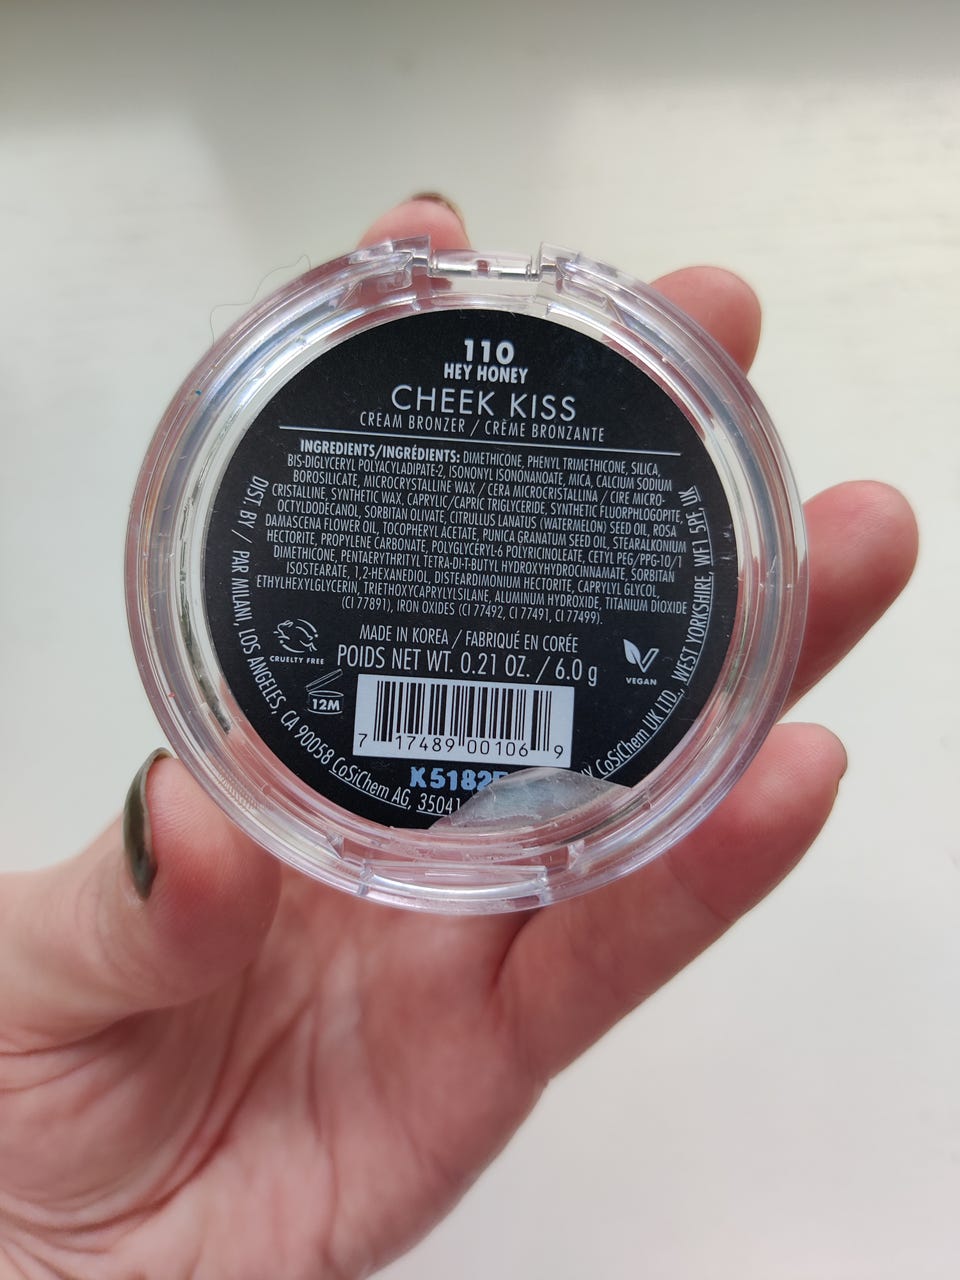 110
HEY HONEY
CHEEK KISS
CREAM BRONZER / CRÈME BRONZANTE
INGREDIENTS/INGRÉDIENTS: DIMETHICONE, PHENYL TRIMETHICONE, SILICA,
BIS-DIGLYCERYL POLYACYLADIPATE-2, ISONONYL ISONONANOATE, MICA, CALCIUM SODIUM
BOROSILICATE, MICROCRYSTALLINE WAX / CERA MICROCRISTALLINA / CIRE MICRO-
CRISTALLINE, SYNTHETIC WAX, CAPRYLIC/CAPRIC TRIGLYCERIDE, SYNTHETIC FLUORPHLOGOPITE,
OCTYLDODECANOL, SORBITAN OLIVATE, CITRULLUS LANATUS (WATERMELON) SEED OIL, ROSA
DAMASCENA FLOWER OIL, TOCOPHERYL ACETATE, PUNICA GRANATUM SEED OIL, STEARALKONIUM
HECTORITE, PROPYLENE CARBONATE, POLYGLYCERYL-6 POLYRICINOLEATE, CETYL PEG/PPG-10/1
DIMETHICONE, PENTAERYTHRITYL TETRA-DI-T-BUTYL HYDROXYHYDROCINNAMATE, SORBITAN
ISOSTEARATE, 1,2-HEXANEDIOL, DISTEARDIMONIUM HECTORITE, CAPRYLYL GLYCOL,
ETHYLHEXYLGLYCERIN, TRIETHOXYCAPRYLYLSILANE, ALUMINUM HYDROXIDE, TITANIUM DIOXIDE
(CI 77891), IRON OXIDES (CI 77492, CI 77491, CI 77499).
MADE IN KOREA / FABRIQUÉ EN CORÉE
POIDS NET WT. 0.21 OZ. / 6.0 g
CRUELTY FREE
VEGAN
12M
7 17489 00106 9
K5182
DIST. BY / PAR MILANI, LOS ANGELES, CA 90058 CoSiChem AG, 35041
CoSiChem UK LTD., WEST YORKSHIRE, WF1 5PE, UK